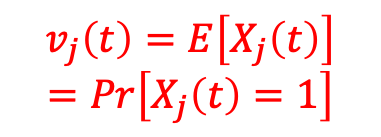 v_j(t) = E[X_j(t)]
= Pr[X_j(t) = 1]